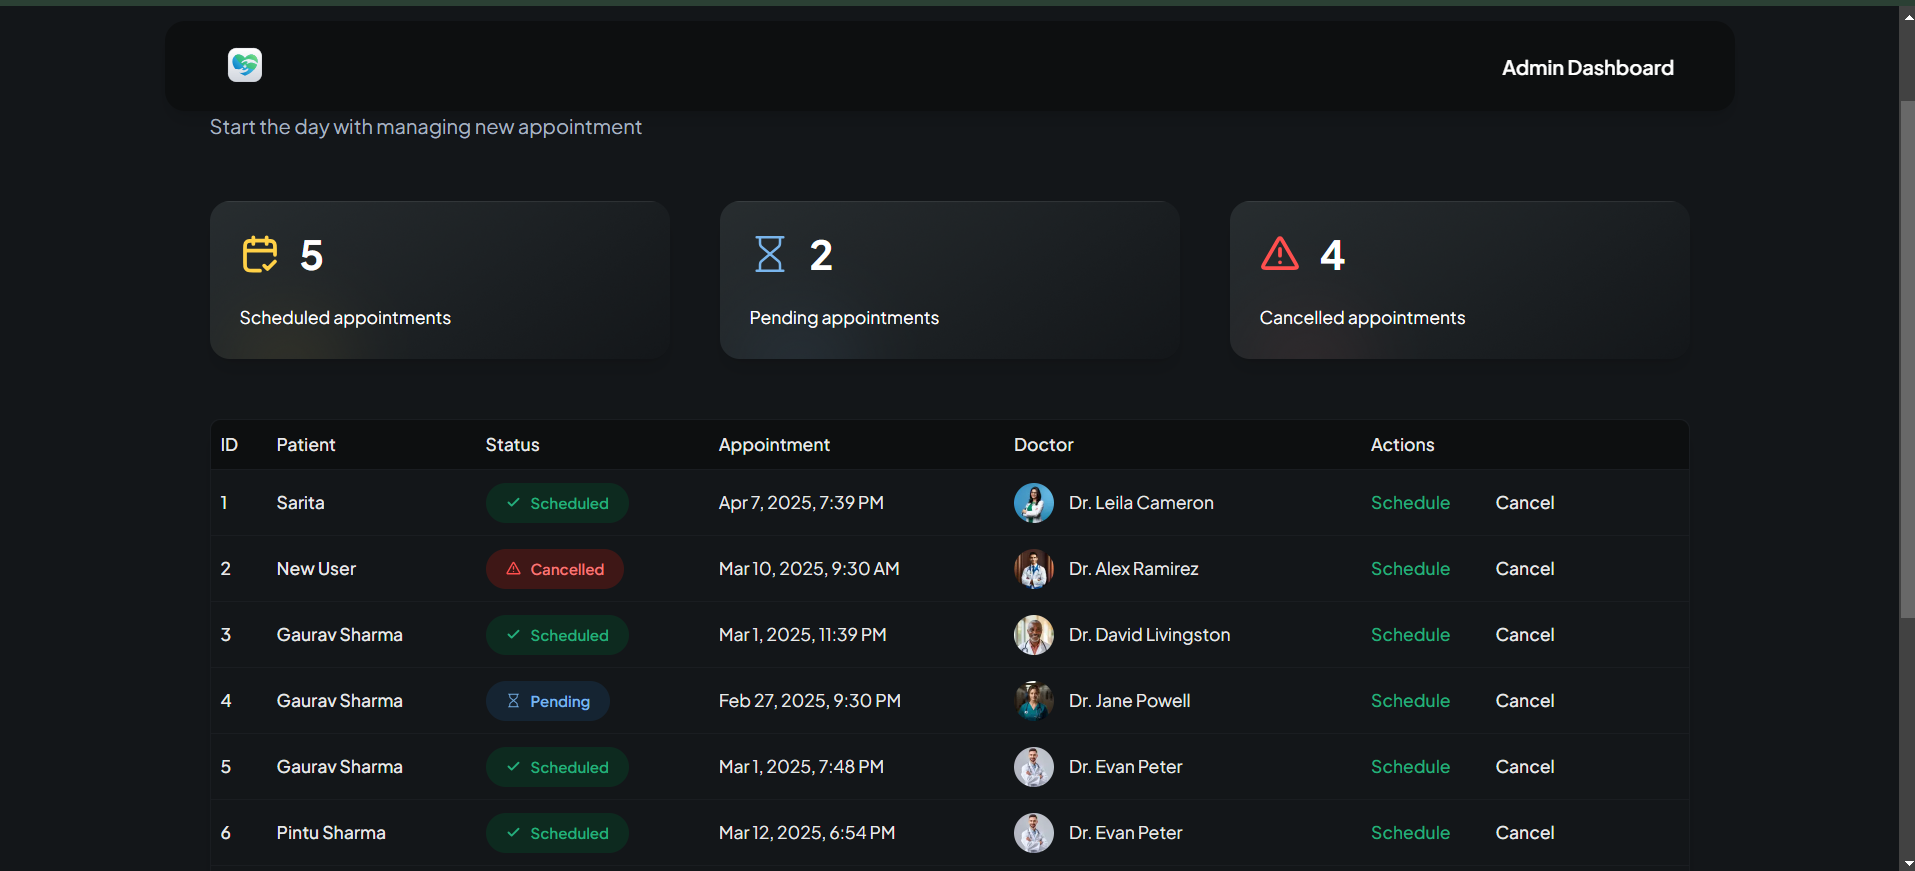 Admin Dashboard
Start the day with managing new appointment
5
Scheduled appointments
2
Pending appointments
4
Cancelled appointments
ID Patient Status Appointment Doctor Actions
1 Sarita Scheduled Apr 7, 2025, 7:39 PM Dr. Leila Cameron Schedule Cancel
2 New User Cancelled Mar 10, 2025, 9:30 AM Dr. Alex Ramirez Schedule Cancel
3 Gaurav Sharma Scheduled Mar 1, 2025, 11:39 PM Dr. David Livingston Schedule Cancel
4 Gaurav Sharma Pending Feb 27, 2025, 9:30 PM Dr. Jane Powell Schedule Cancel
5 Gaurav Sharma Scheduled Mar 1, 2025, 7:48 PM Dr. Evan Peter Schedule Cancel
6 Pintu Sharma Scheduled Mar 12, 2025, 6:54 PM Dr. Evan Peter Schedule Cancel